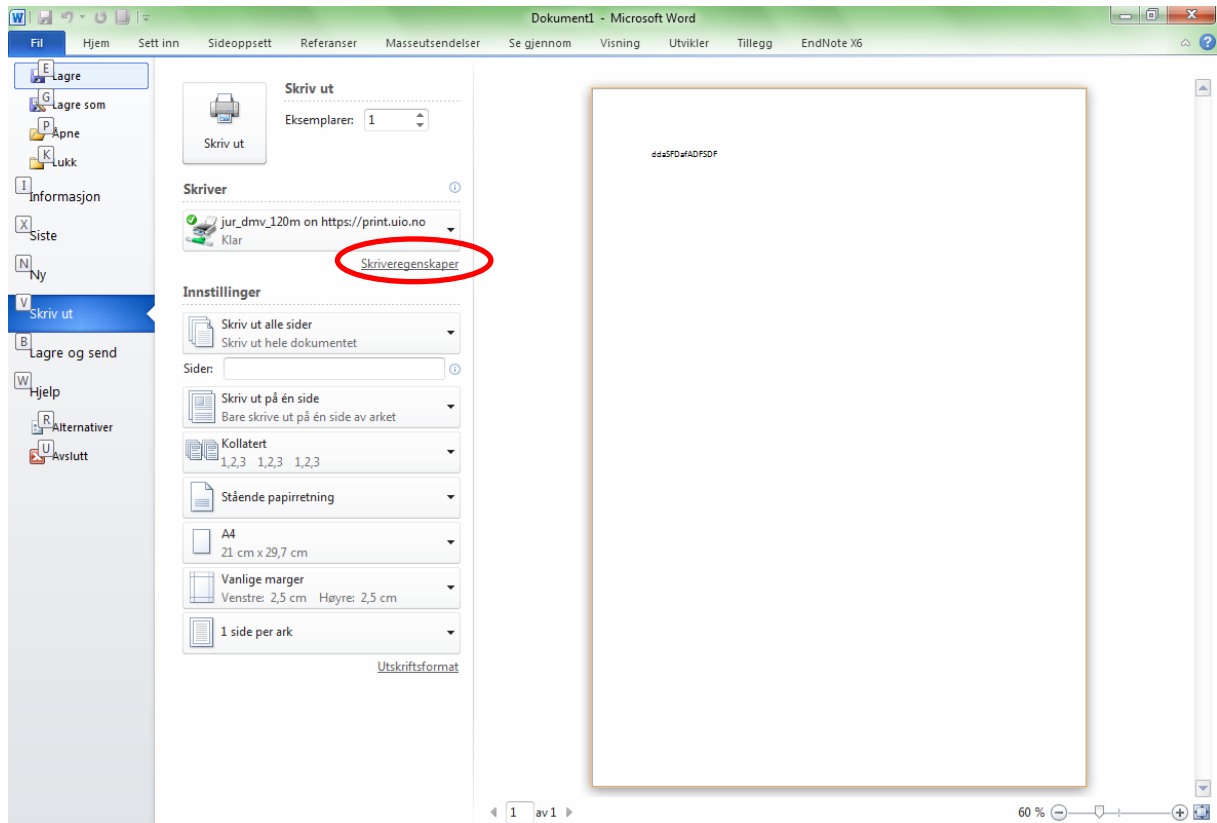 Dokument1 - Microsoft Word
Fil Hjem Sett inn Sideoppsett Referanser Masseutsendelser Se gjennom Visning Utvikler Tillegg EndNote X6
E Lagre
G Lagre som
P Åpne
K Lukk
I Informasjon
X Siste
N Ny
V Skriv ut
B Lagre og send
W Hjelp
R Alternativer
U Avslutt
Skriv ut
Skriv ut
Eksemplarer: 1
Skriver
jur_dmv_120m on https://print.uio.no
Klar
Skriveregenskaper
Innstillinger
Skriv ut alle sider
Skriv ut hele dokumentet
Sider:
Skriv ut på én side
Bare skrive ut på én side av arket
Kollatert
1,2,3 1,2,3 1,2,3
Stående papirretning
A4
21 cm x 29,7 cm
Vanlige marger
Venstre: 2,5 cm Høyre: 2,5 cm
1 side per ark
Utskriftsformat
ddaSFDafADFSDF
1 av 1
60 %